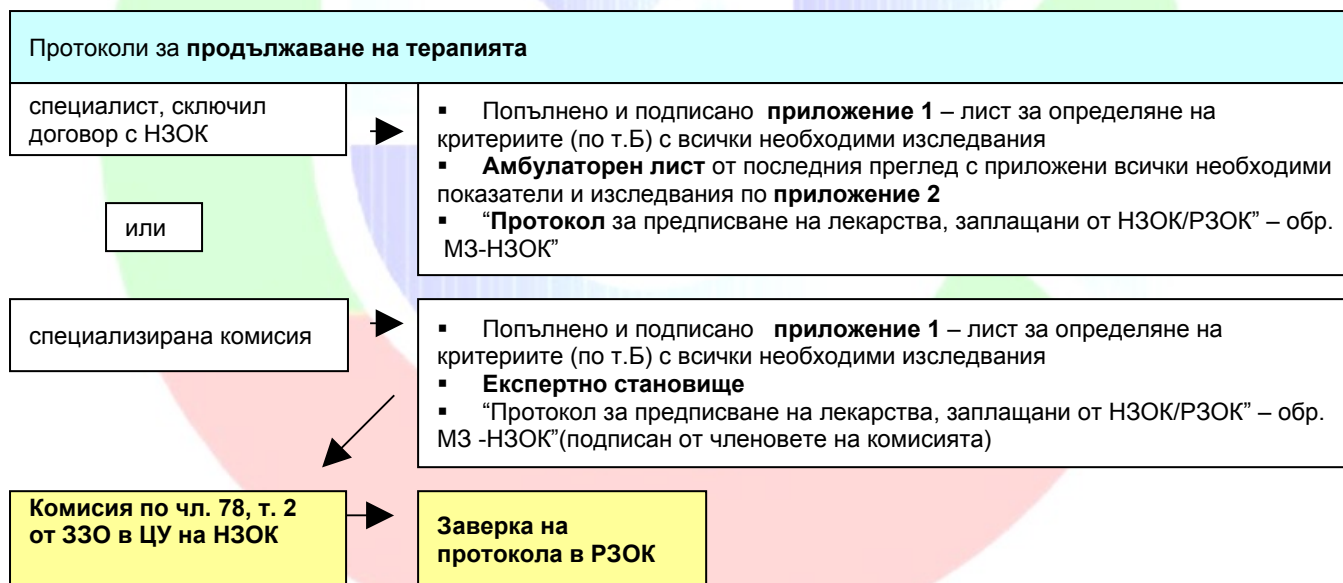 Протоколи за продължаване на терапията
специалист, сключил
договор с НЗОК
▪ Попълнено и подписано приложение 1 – лист за определяне на
критериите (по т.Б) с всички необходими изследвания
▪ Амбулаторен лист от последния преглед с приложени всички необходими
показатели и изследвания по приложение 2
▪ “Протокол за предписване на лекарства, заплащани от НЗОК/РЗОК” – обр.
МЗ-НЗОК”
или
специализирана комисия
▪ Попълнено и подписано приложение 1 – лист за определяне на
критериите (по т.Б) с всички необходими изследвания
▪ Експертно становище
▪ “Протокол за предписване на лекарства, заплащани от НЗОК/РЗОК” – обр.
МЗ -НЗОК”(подписан от членовете на комисията)
Комисия по чл. 78, т. 2
от ЗЗО в ЦУ на НЗОК
Заверка на
протокола в РЗОК